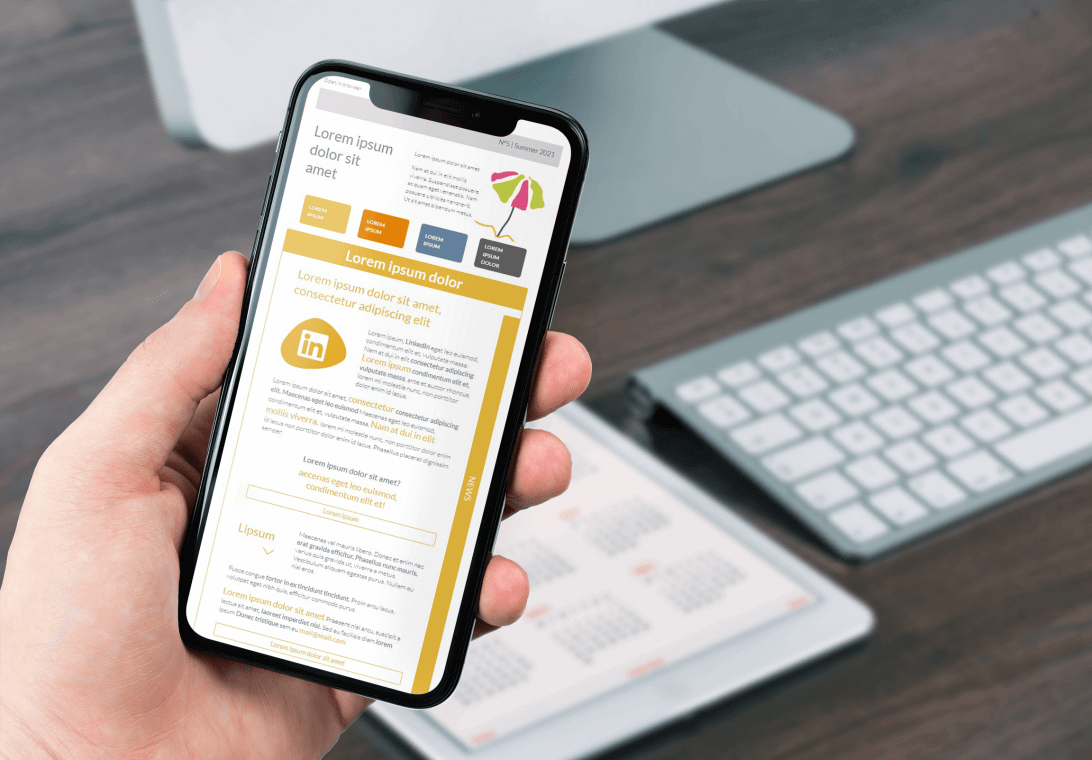 Open in browser
N°5 | Summer 2021
Lorem ipsum
dolor sit
amet
Lorem ipsum dolor sit amet
Nam at dui in elit mollis
viverra. Suspendisse posuere
ac quam eget venenatis. Nam
posuere ultricies hendrerit.
Ut sit amet bibendum metus.
LOREM
IPSUM
LOREM
IPSUM
LOREM
IPSUM
LOREM
IPSUM
DOLOR
Lorem ipsum dolor
Lorem ipsum dolor sit amet,
consectetur adipiscing elit
in
Lorem ipsum, LinkedIn eget leo euismod,
condimentum elit et, vulputate massa.
Nam at dui in elit consectetur adipiscing
Lorem ipsum condimentum elit et,
vulputate massa, ante et auctor rhoncus,
lorem mi molestie nunc, non porttitor
dolor enim id lacus.
Lorem ipsum dolor sit amet, consectetur consectetur adipiscing
elit. Maecenas eget leo euismod Maecenas eget leo euismod,
condimentum elit et, vulputate massa. Nam at dui in elit
mollis viverra. lorem mi molestie nunc, non porttitor dolor enim
id lacus non porttitor dolor enim id lacus. Phasellus placerat dignissim
semper.
Lorem ipsum dolor sit amet?
accenas eget leo euismod,
condimentum elit et!
Lorem ipsum
NEWS
Lipsum
Maecenas vel mauris libero. Donec et enim nec
erat gravida efficitur. Phasellus nunc mauris,
varius quis gravida ut, viverra a metus.
Vestibulum aliquam egestas purus. Nullam eu
nisi eros.
Fusce congue tortor in ex tincidunt tincidunt. Proin arcu lacus,
volutpat eget nibh quis, efficitur commodo purus.
Lorem ipsum dolor sit amet Praesent nisl arcu, suscipit a
lectus sit amet, laoreet imperdiet nisl. Sed eu facilisis diam lorem
ipsum Donec tristique sem eu mail@mail.com
Lorem ipsum dolor sit amet